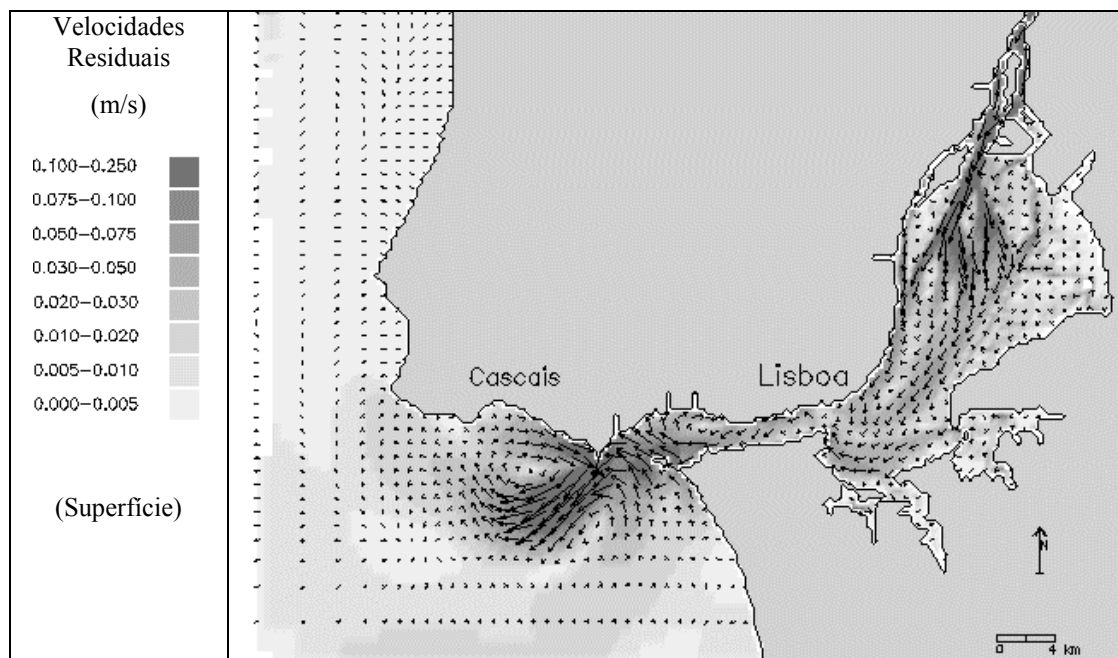 Velocidades
Residuais
(m/s)
0.100–0.250
0.075–0.100
0.050–0.075
0.030–0.050
0.020–0.030
0.010–0.020
0.005–0.010
0.000–0.005
(Superfície)
Cascais
Lisboa
N
0 4 km